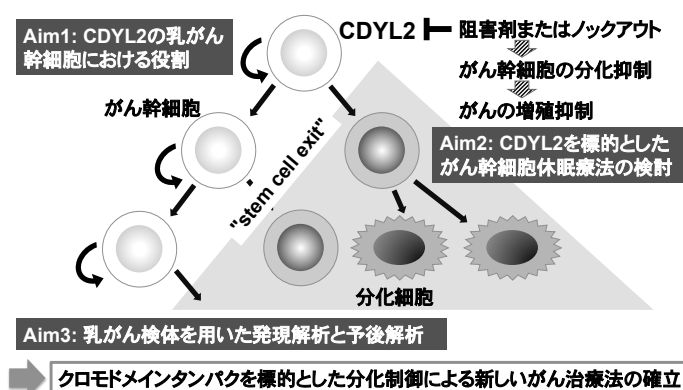 Aim1: CDYL2の乳がん
幹細胞における役割
CDYL2
阻害剤またはノックアウト
がん幹細胞の分化抑制
がんの増殖抑制
がん幹細胞
Aim2: CDYL2を標的とした
がん幹細胞休眠療法の検討
"stem cell exit"
分化細胞
Aim3: 乳がん検体を用いた発現解析と予後解析
クロモドメインタンパクを標的とした分化制御による新しいがん治療法の確立